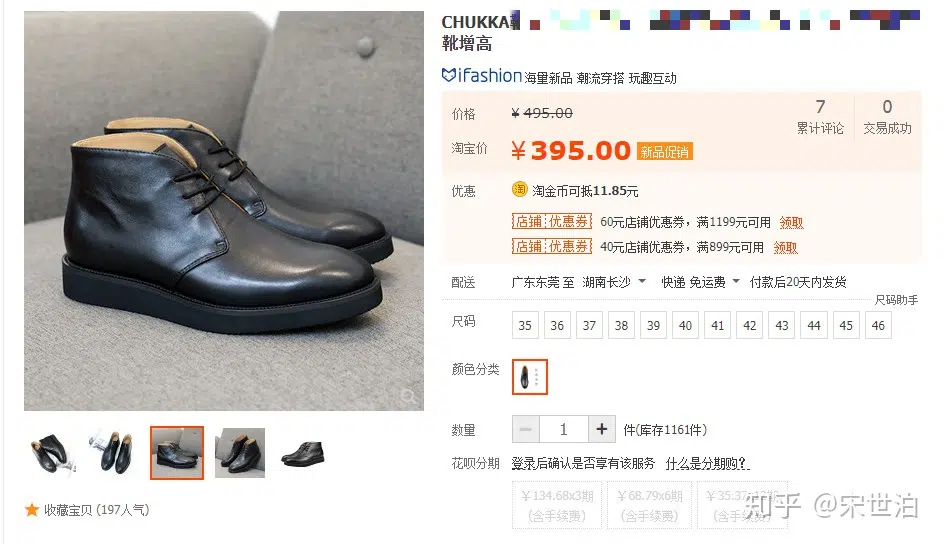 CHUKKA靴
靴增高
iFashion 海量新品 潮流穿搭 玩趣互动
价格 ¥ 495.00
7 累计评论
0 交易成功
淘宝价 ¥ 395.00 新品促销
优惠 淘 淘金币可抵11.85元
店铺 优惠券 60元店铺优惠券，满1199元可用 领取
店铺 优惠券 40元店铺优惠券，满899元可用 领取
配送 广东东莞 至 湖南长沙 快递 免运费 付款后20天内发货
尺码助手
尺码 35 36 37 38 39 40 41 42 43 44 45 46
颜色分类
数量 − 1 + 件(库存1161件)
花呗分期 登录后确认是否享有该服务 什么是分期购？
¥134.68x3期 ¥68.79x6期
(含手续费) (含手续费) (含手续费)
收藏宝贝 (197人气)
知乎 @宋世泊